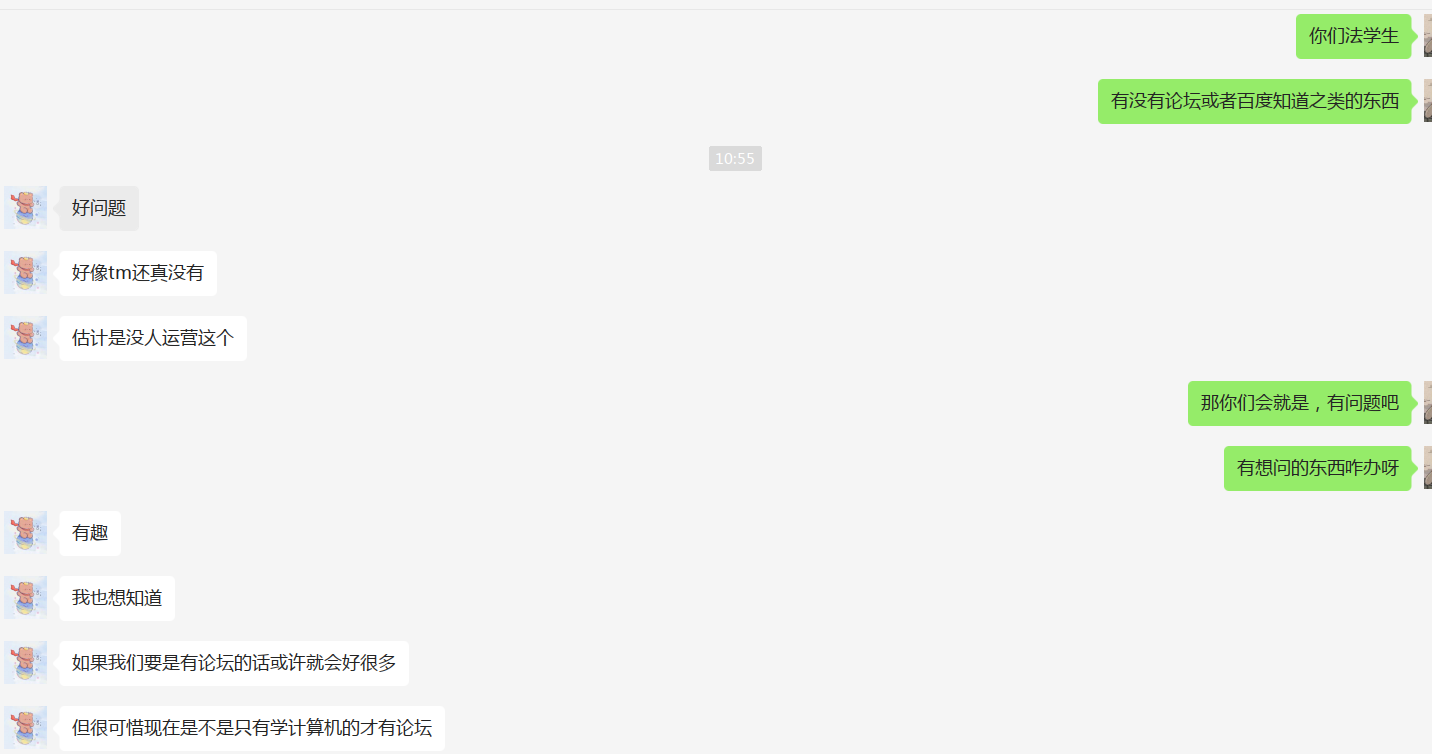 你们法学生
有没有论坛或者百度知道之类的东西
10:55
好问题
好像tm还真没有
估计是没人运营这个
那你们会就是，有问题吧
有想问的东西咋办呀
有趣
我也想知道
如果我们要是有论坛的话或许就会好很多
但很可惜现在是不是只有学计算机的才有论坛